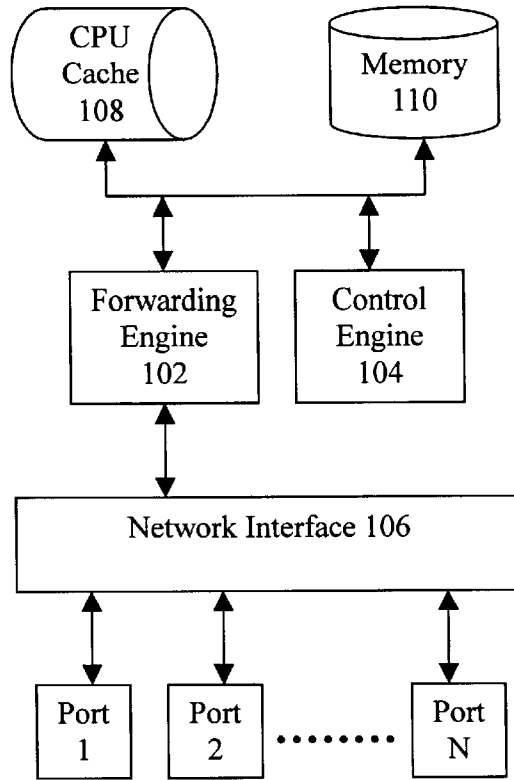 CPU
Cache
108
Memory
110
Forwarding
Engine
102
Control
Engine
104
Network Interface 106
Port
1
Port
2
Port
N